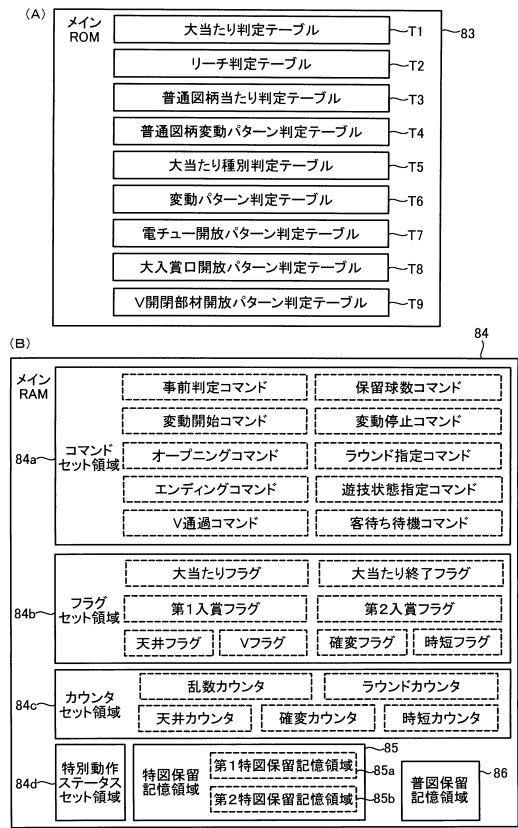 (A)
メイン
ROM
大当たり判定テーブル
T1
83
リーチ判定テーブル
T2
普通図柄当たり判定テーブル
T3
普通図柄変動パターン判定テーブル
T4
大当たり種別判定テーブル
T5
変動パターン判定テーブル
T6
電チュー開放パターン判定テーブル
T7
大入賞口開放パターン判定テーブル
T8
V開閉部材開放パターン判定テーブル
T9
(B)
84
メイン
RAM
84a
コマンド
セット領域
事前判定コマンド
保留球数コマンド
変動開始コマンド
変動停止コマンド
オープニングコマンド
ラウンド指定コマンド
エンディングコマンド
遊技状態指定コマンド
V通過コマンド
客待ち待機コマンド
84b
フラグ
セット領域
大当たりフラグ
大当たり終了フラグ
第1入賞フラグ
第2入賞フラグ
天井フラグ
Vフラグ
確変フラグ
時短フラグ
84c
カウンタ
セット領域
乱数カウンタ
ラウンドカウンタ
天井カウンタ
確変カウンタ
時短カウンタ
84d
特別動作
ステータス
セット領域
85
特図保留
記憶領域
第1特図保留記憶領域
85a
第2特図保留記憶領域
85b
86
普図保留
記憶領域